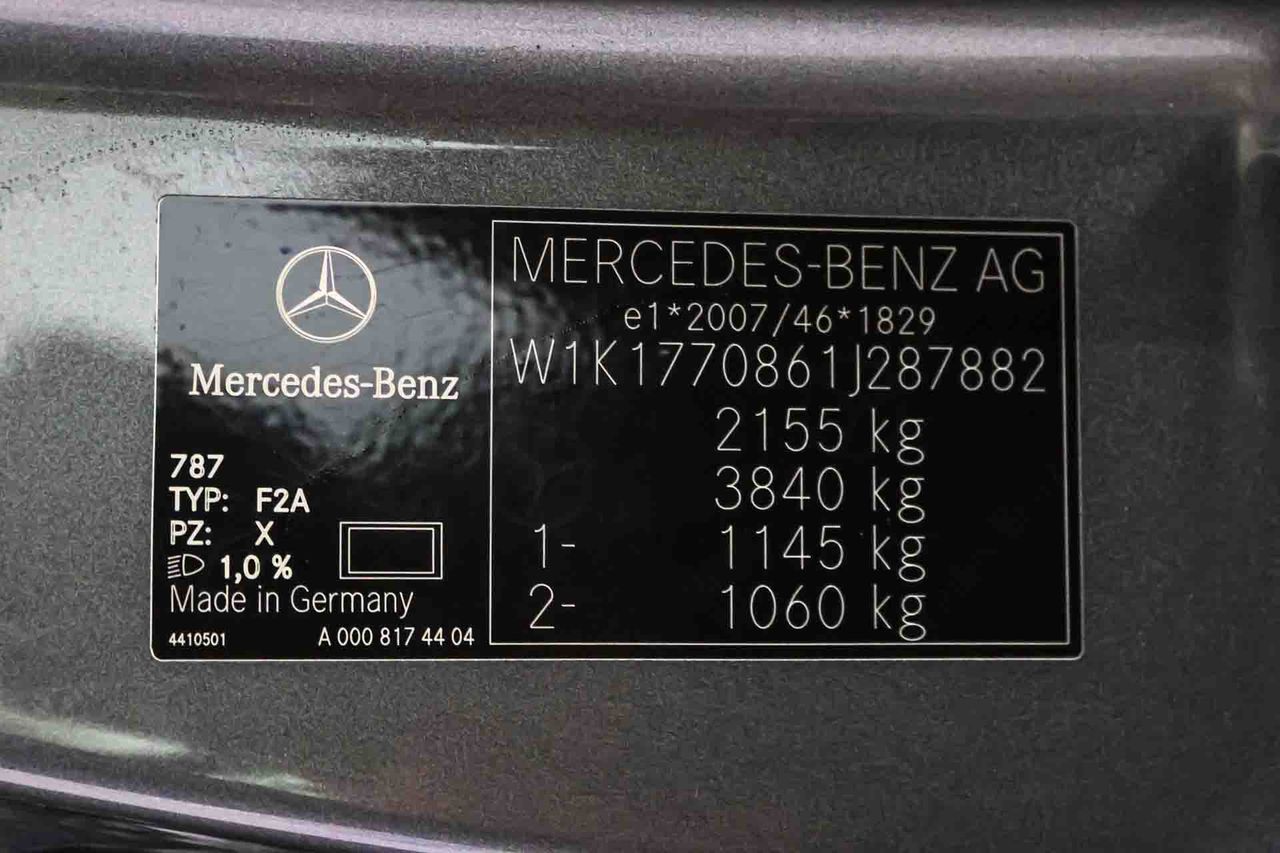 Mercedes-Benz
787
TYP: F2A
PZ: X
1,0 %
Made in Germany
4410501 A 000 817 44 04
MERCEDES-BENZ AG
e1*2007/46*1829
W1K1770861J287882
2155 kg
3840 kg
1- 1145 kg
2- 1060 kg